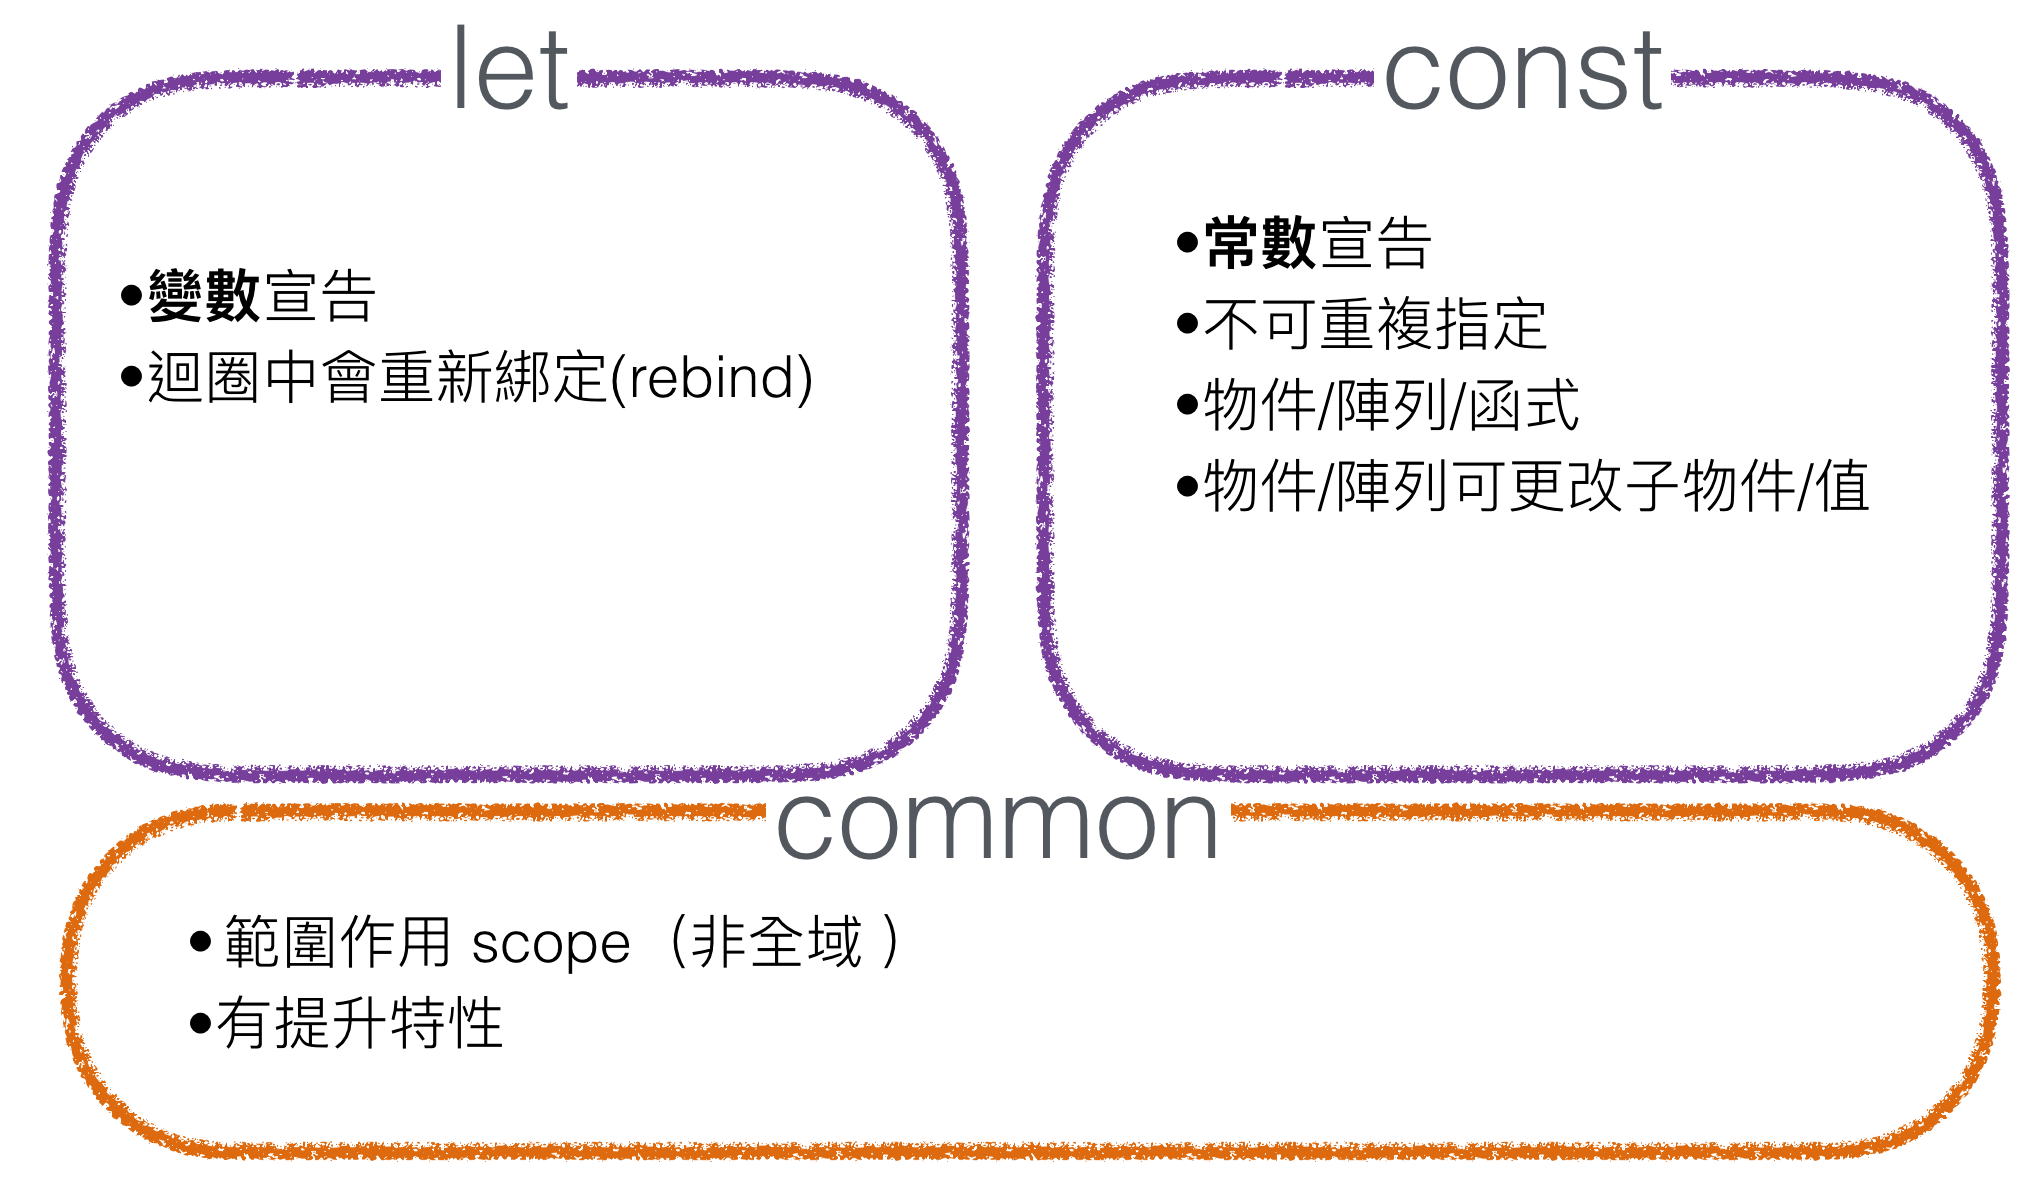 let
•變數宣告
•迴圈中會重新綁定(rebind)
const
•常數宣告
•不可重複指定
•物件/陣列/函式
•物件/陣列可更改子物件/值
common
• 範圍作用 scope（非全域 ）
•有提升特性